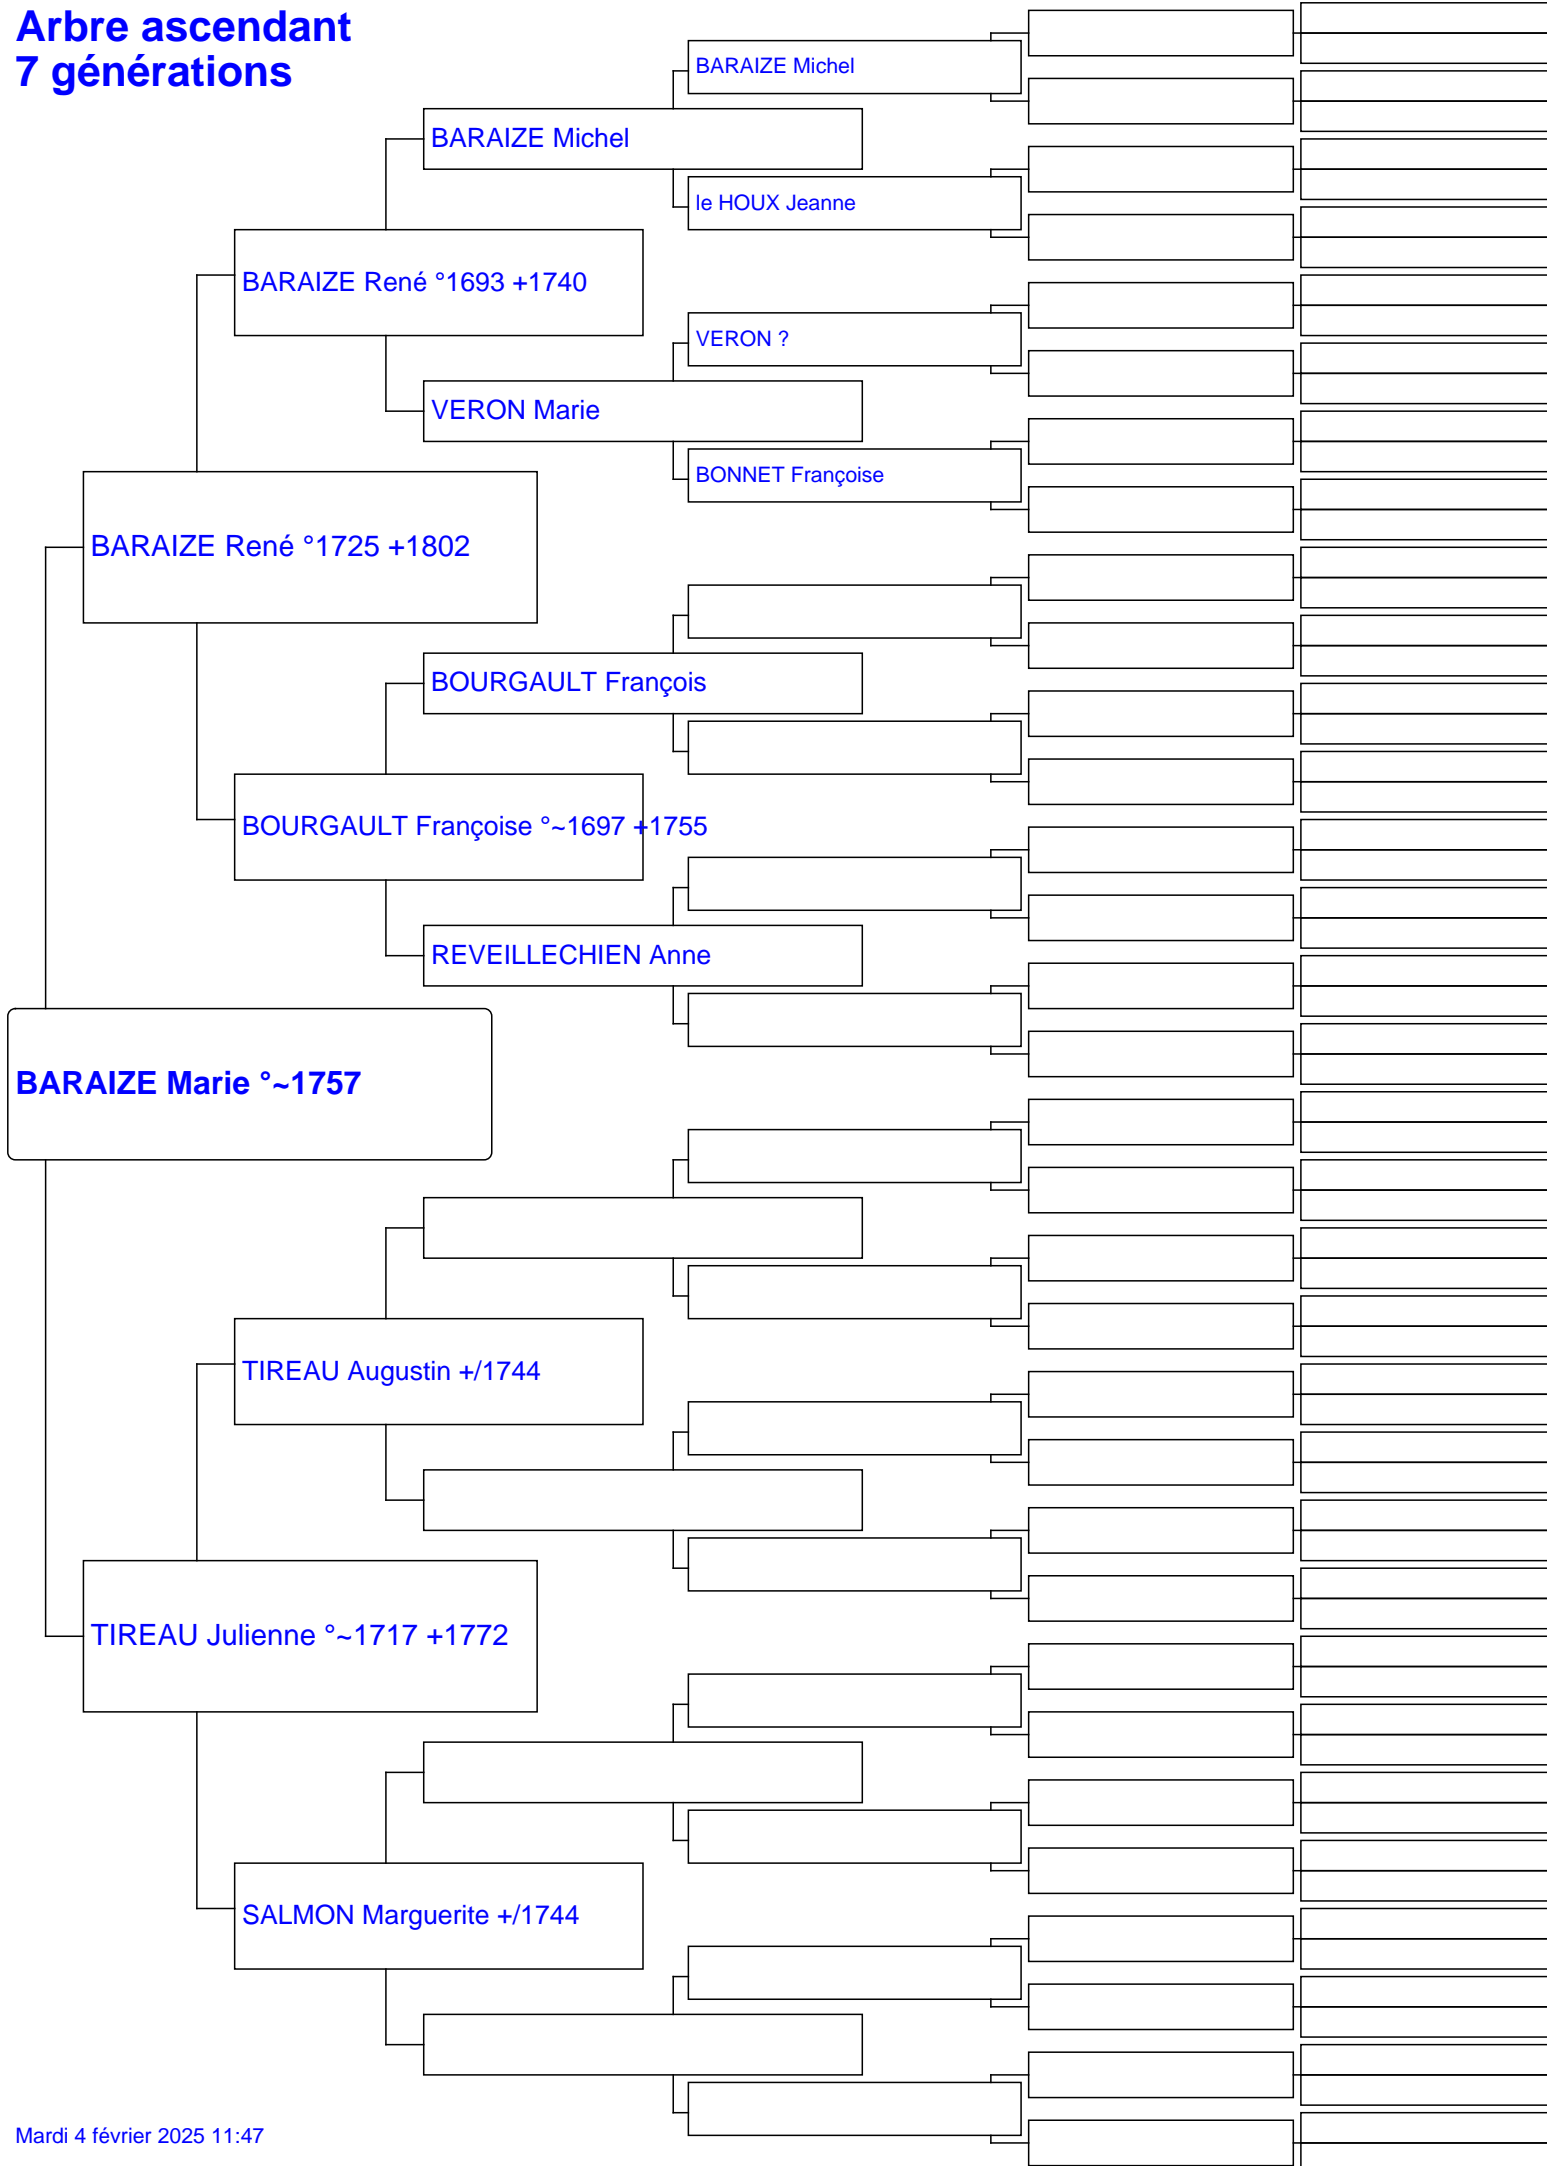 Arbre ascendant
7 générations
BARAIZE Michel
BARAIZE Michel
le HOUX Jeanne
BARAIZE René °1693 +1740
VERON ?
VERON Marie
BONNET Françoise
BARAIZE René °1725 +1802
BOURGAULT François
BOURGAULT Françoise °~1697 +1755
REVEILLECHIEN Anne
BARAIZE Marie °~1757
TIREAU Augustin +/1744
TIREAU Julienne °~1717 +1772
SALMON Marguerite +/1744
Mardi 4 février 2025 11:47